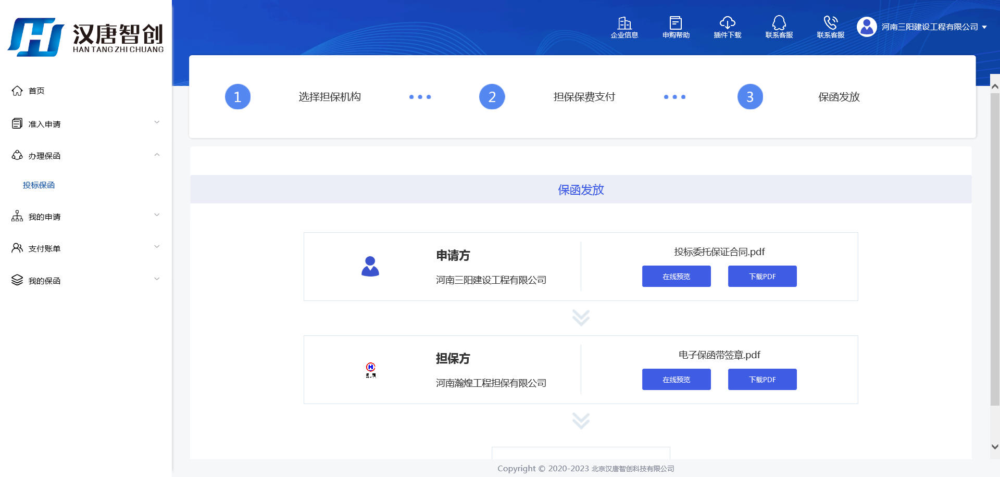 汉唐智创
HAN TANG ZHI CHUANG
企业信息
申购帮助
插件下载
联系客服
联系客服
河南三阳建设工程有限公司
首页
准入申请
办理保函
投标保函
我的申请
支付账单
我的保函
1
选择担保机构
2
担保保费支付
3
保函发放
保函发放
申请方
河南三阳建设工程有限公司
投标委托保证合同.pdf
在线预览
下载PDF
担保方
河南瀚煌工程担保有限公司
电子保函带签章.pdf
在线预览
下载PDF
Copyright © 2020-2023 北京汉唐智创科技有限公司